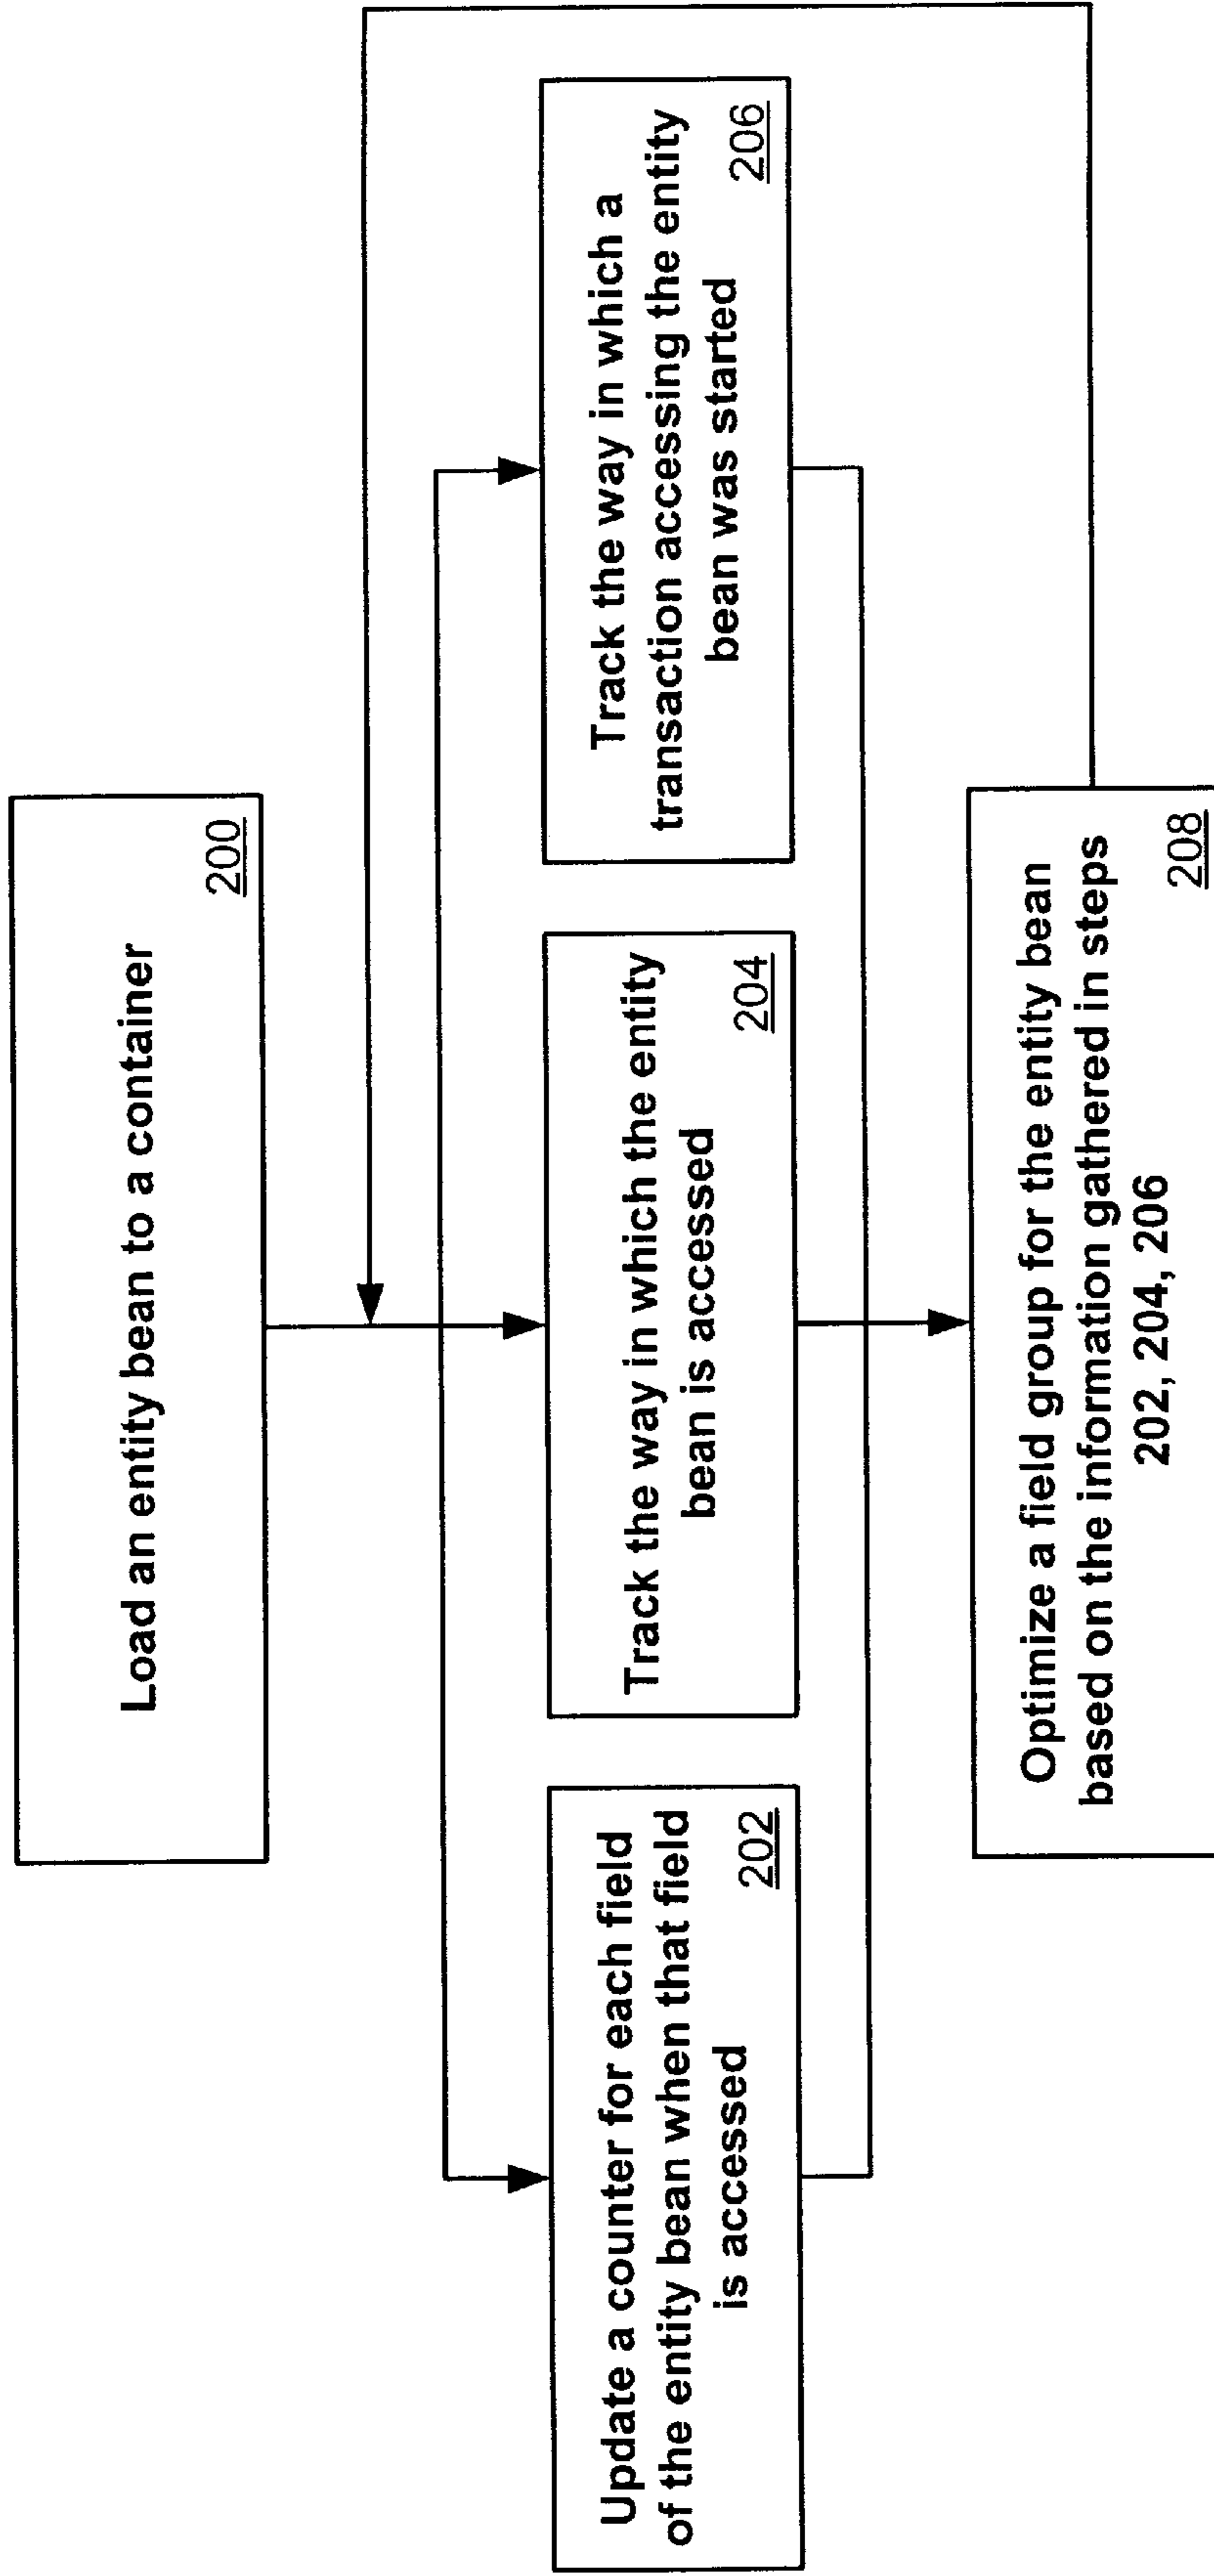 Load an entity bean to a container
200
Update a counter for each field
of the entity bean when that field
is accessed
202
Track the way in which the entity
bean is accessed
204
Track the way in which a
transaction accessing the entity
bean was started
206
Optimize a field group for the entity bean
based on the information gathered in steps
202, 204, 206
208